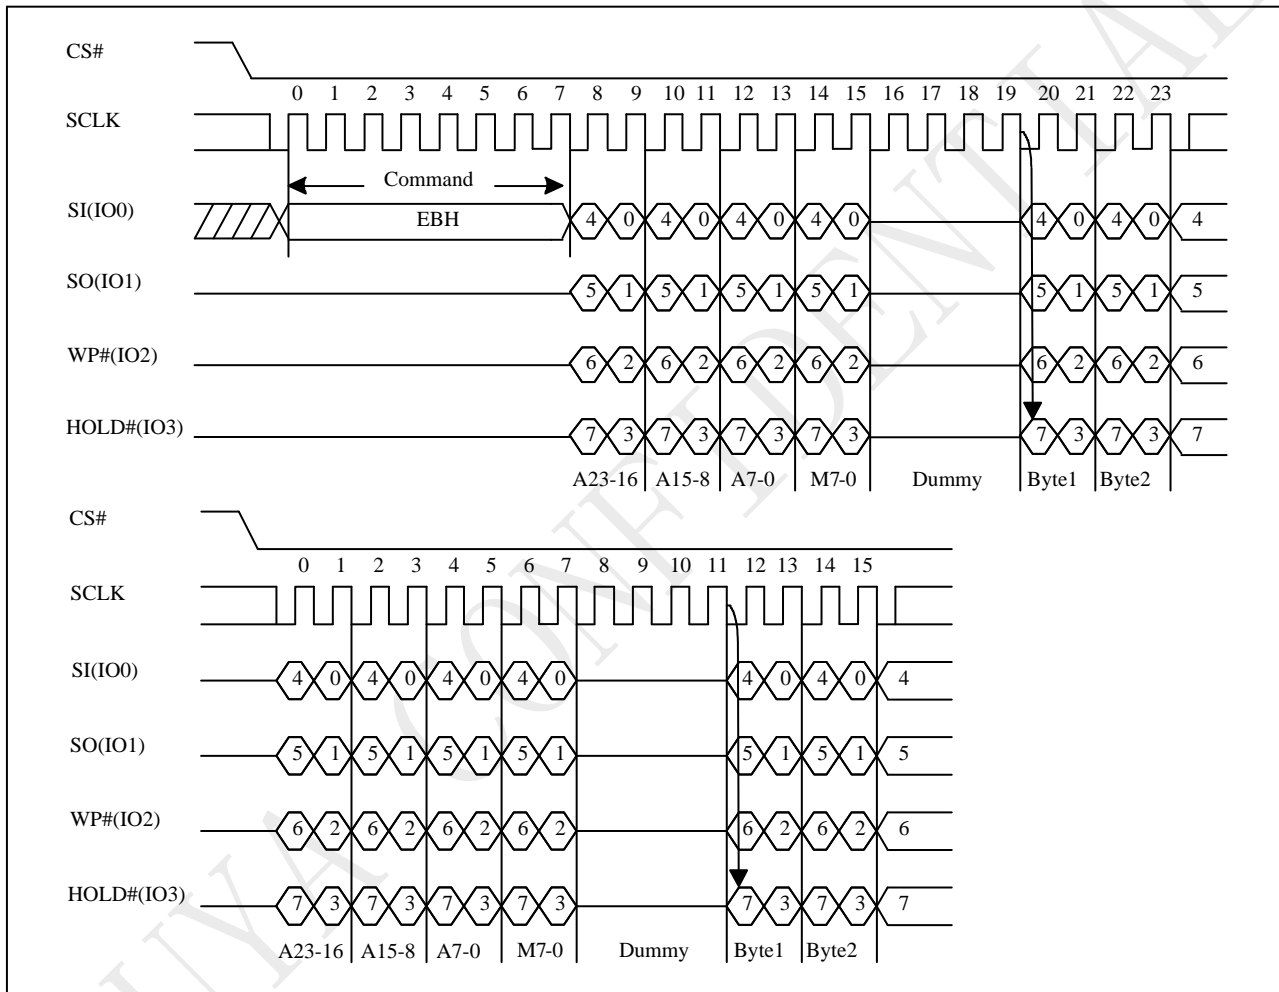 CS#
0 1 2 3 4 5 6 7 8 9 10 11 12 13 14 15 16 17 18 19 20 21 22 23
SCLK
Command
SI(IO0) EBH 4 0 4 0 4 0 4 0 4 0 4 0 4
SO(IO1) 5 1 5 1 5 1 5 1 5 1 5 1 5
WP#(IO2) 6 2 6 2 6 2 6 2 6 2 6 2 6
HOLD#(IO3) 7 3 7 3 7 3 7 3 7 3 7 3 7
A23-16 A15-8 A7-0 M7-0 Dummy Byte1 Byte2
CS#
0 1 2 3 4 5 6 7 8 9 10 11 12 13 14 15
SCLK
SI(IO0) 4 0 4 0 4 0 4 0 4 0 4 0 4
SO(IO1) 5 1 5 1 5 1 5 1 5 1 5 1 5
WP#(IO2) 6 2 6 2 6 2 6 2 6 2 6 2 6
HOLD#(IO3) 7 3 7 3 7 3 7 3 7 3 7 3 7
A23-16 A15-8 A7-0 M7-0 Dummy Byte1 Byte2
UYA CONFIDENTIAL